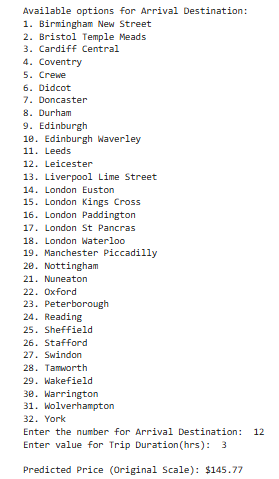 Available options for Arrival Destination:
1. Birmingham New Street
2. Bristol Temple Meads
3. Cardiff Central
4. Coventry
5. Crewe
6. Didcot
7. Doncaster
8. Durham
9. Edinburgh
10. Edinburgh Waverley
11. Leeds
12. Leicester
13. Liverpool Lime Street
14. London Euston
15. London Kings Cross
16. London Paddington
17. London St Pancras
18. London Waterloo
19. Manchester Piccadilly
20. Nottingham
21. Nuneaton
22. Oxford
23. Peterborough
24. Reading
25. Sheffield
26. Stafford
27. Swindon
28. Tamworth
29. Wakefield
30. Warrington
31. Wolverhampton
32. York
Enter the number for Arrival Destination:  12
Enter value for Trip Duration(hrs):  3
Predicted Price (Original Scale): $145.77